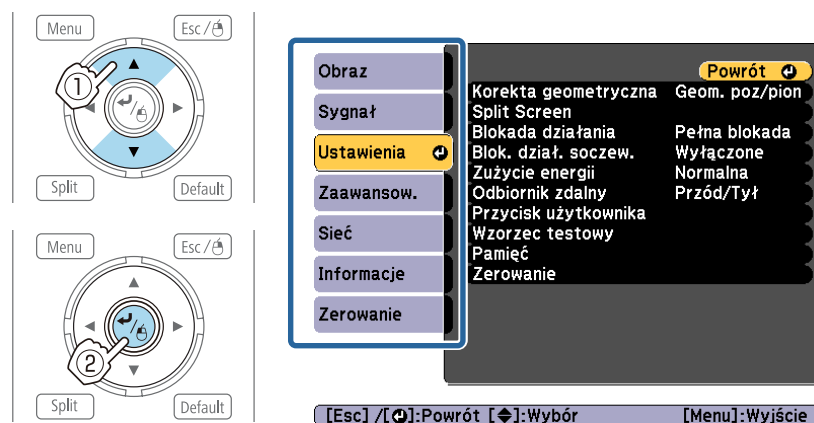 Menu
Esc/
1
Split
Default
Menu
Esc/
2
Split
Default
Obraz
Sygnał
Ustawienia
Zaawansow.
Sieć
Informacje
Zerowanie
Powrót
Korekta geometryczna Geom. poz/pion
Split Screen
Blokada działania Pełna blokada
Blok. dział. soczew. Wyłączone
Zużycie energii Normalna
Odbiornik zdalny Przód/Tył
Przycisk użytkownika
Wzorzec testowy
Pamięć
Zerowanie
[Esc] /[ ]:Powrót [ ]:Wybór [Menu]:Wyjście